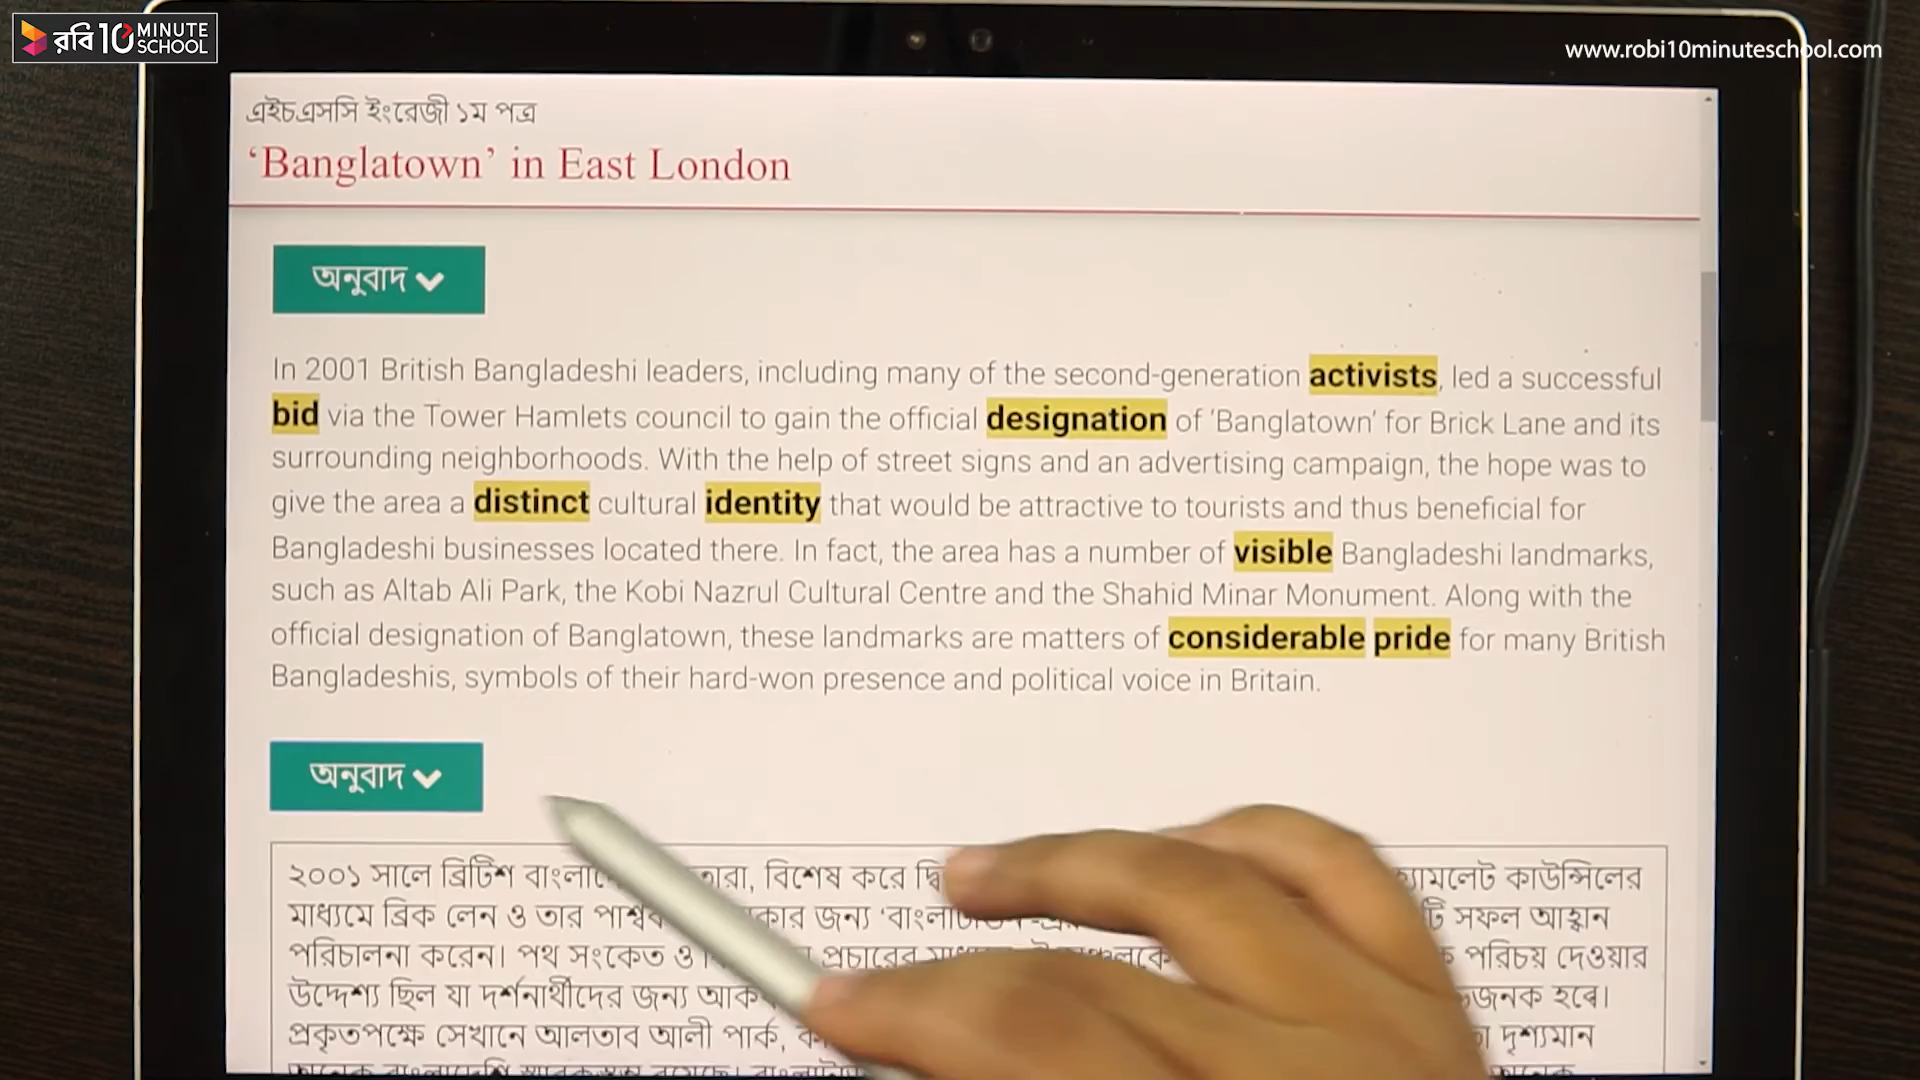 রবি 10 MINUTE SCHOOL
www.robi10minuteschool.com
এইচএসসি ইংরেজী ১ম পত্র
‘Banglatown’ in East London
অনুবাদ
In 2001 British Bangladeshi leaders, including many of the second-generation activists, led a successful
bid via the Tower Hamlets council to gain the official designation of ‘Banglatown’ for Brick Lane and its
surrounding neighborhoods. With the help of street signs and an advertising campaign, the hope was to
give the area a distinct cultural identity that would be attractive to tourists and thus beneficial for
Bangladeshi businesses located there. In fact, the area has a number of visible Bangladeshi landmarks,
such as Altab Ali Park, the Kobi Nazrul Cultural Centre and the Shahid Minar Monument. Along with the
official designation of Banglatown, these landmarks are matters of considerable pride for many British
Bangladeshis, symbols of their hard-won presence and political voice in Britain.
অনুবাদ
২০০১ সালে ব্রিটিশ বিশেষ করে কাউন্সিলের
মাধ্যমে ব্রিক লেন ও তার জন্য সফল আহ্বান
পরিচালনা করেন। পথ সংকেত ও প্রচারের পরিচয় দেওয়ার
উদ্দেশ্য ছিল যা দর্শনার্থীদের জন্য হবে।
প্রকৃতপক্ষে সেখানে আলতাব আলী পার্ক, দৃশ্যমান